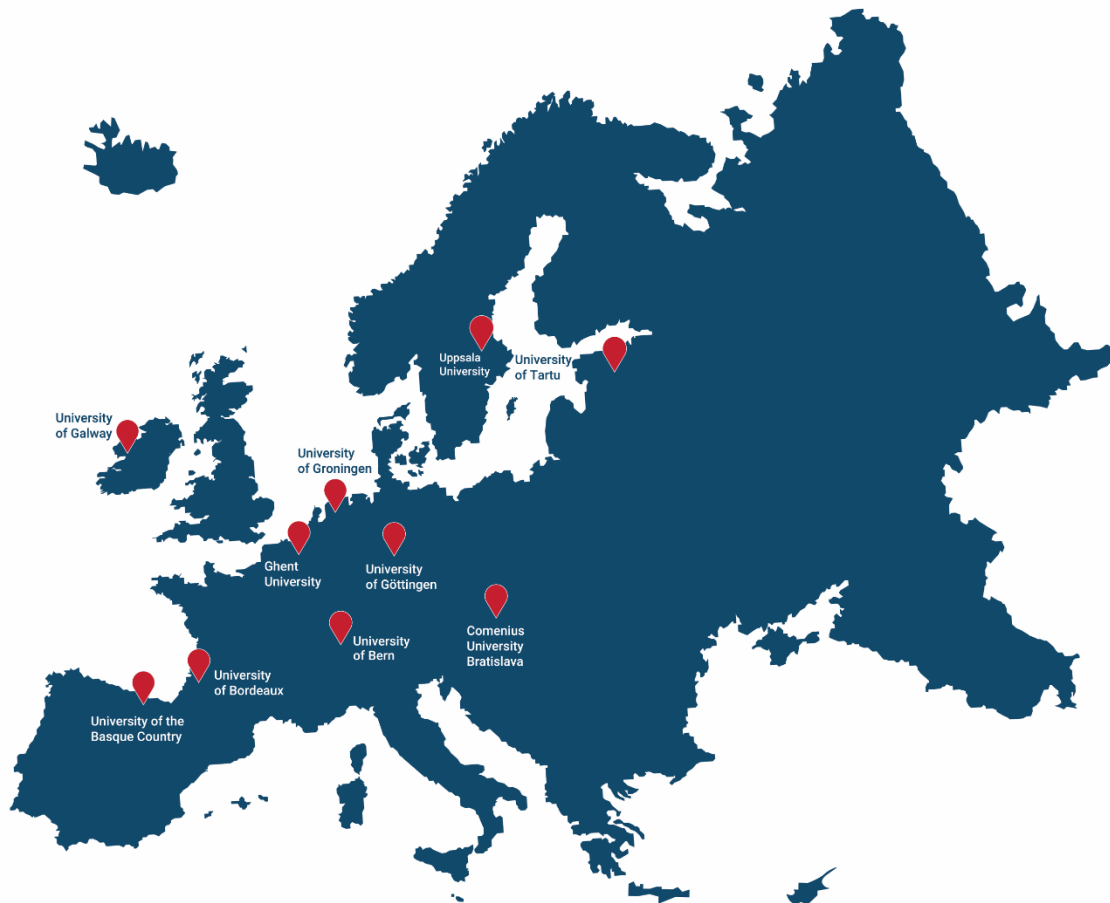 Uppsala
University
University
of Tartu
University
of Galway
University
of Groningen
Ghent
University
University
of Göttingen
Comenius
University
Bratislava
University
of Bern
University
of Bordeaux
University of the
Basque Country